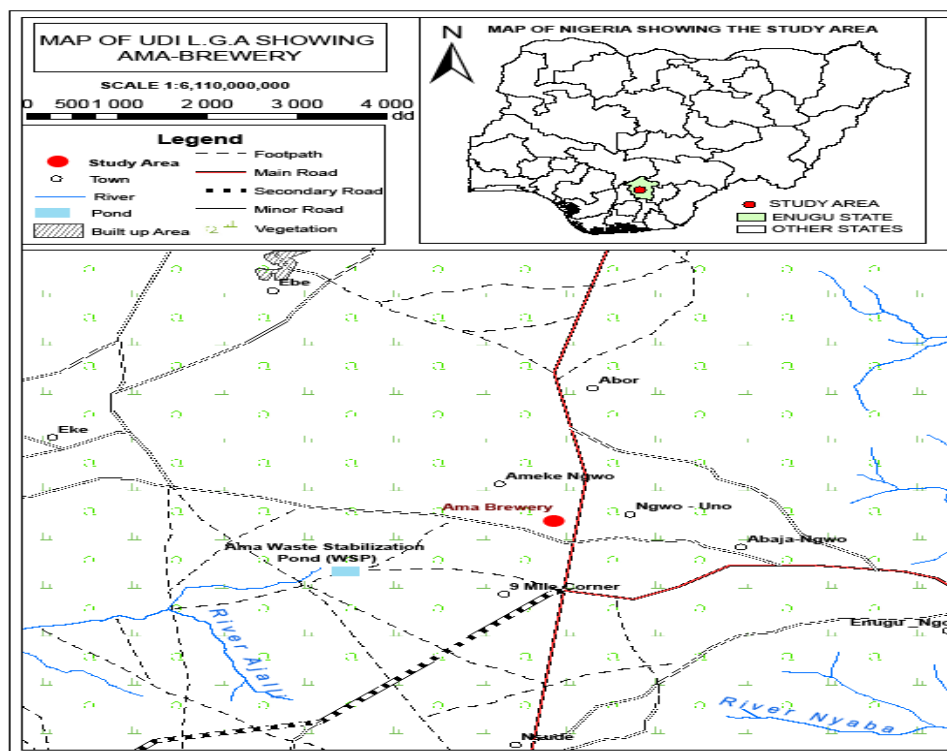 MAP OF UDI L.G.A SHOWING
AMA-BREWERY
SCALE 1:6,110,000,000
0 500 1 000 2 000 3 000 4 000
dd
Legend
Study Area
Town
River
Pond
Built up Area
Footpath
Main Road
Secondary Road
Minor Road
Vegetation
N
MAP OF NIGERIA SHOWING THE STUDY AREA
STUDY AREA
ENUGU STATE
OTHER STATES
Ebe
Abor
Eke
Ameke Ngwo
Ama Brewery
Ngwo - Uno
Abaja-Ngwo
Ama Waste Stabilization
Pond (WSP)
9 Mile Corner
River Ajali
Enugu_Ngo
River Nyaba
Nsude